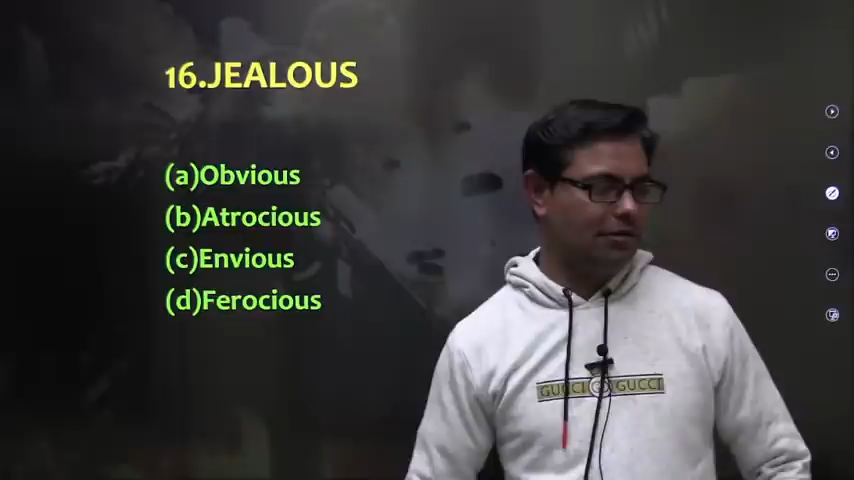 16.JEALOUS
(a)Obvious
(b)Atrocious
(c)Envious
(d)Ferocious
GUCCI GUCCI